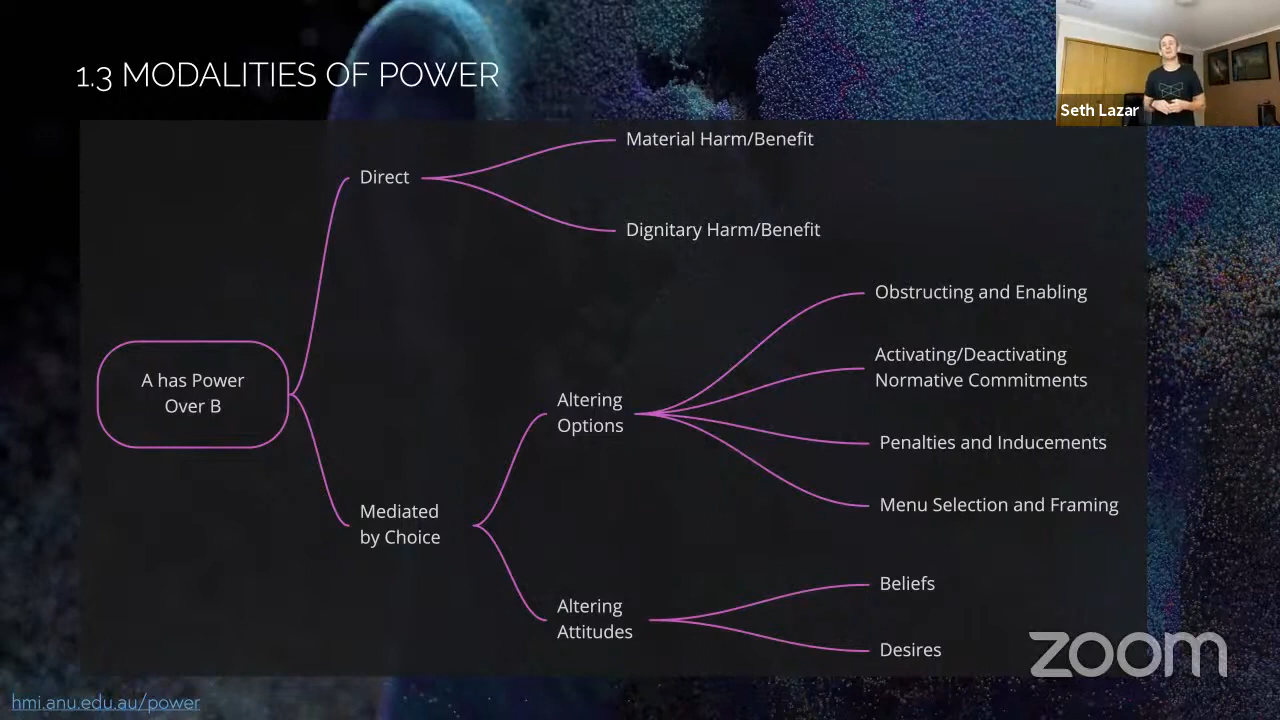 1.3 MODALITIES OF POWER
Seth Lazar
Material Harm/Benefit
Direct
Dignitary Harm/Benefit
Obstructing and Enabling
Activating/Deactivating
Normative Commitments
A has Power
Over B
Altering
Options
Penalties and Inducements
Menu Selection and Framing
Mediated
by Choice
Beliefs
Altering
Attitudes
Desires
zoom
hmi.anu.edu.au/power